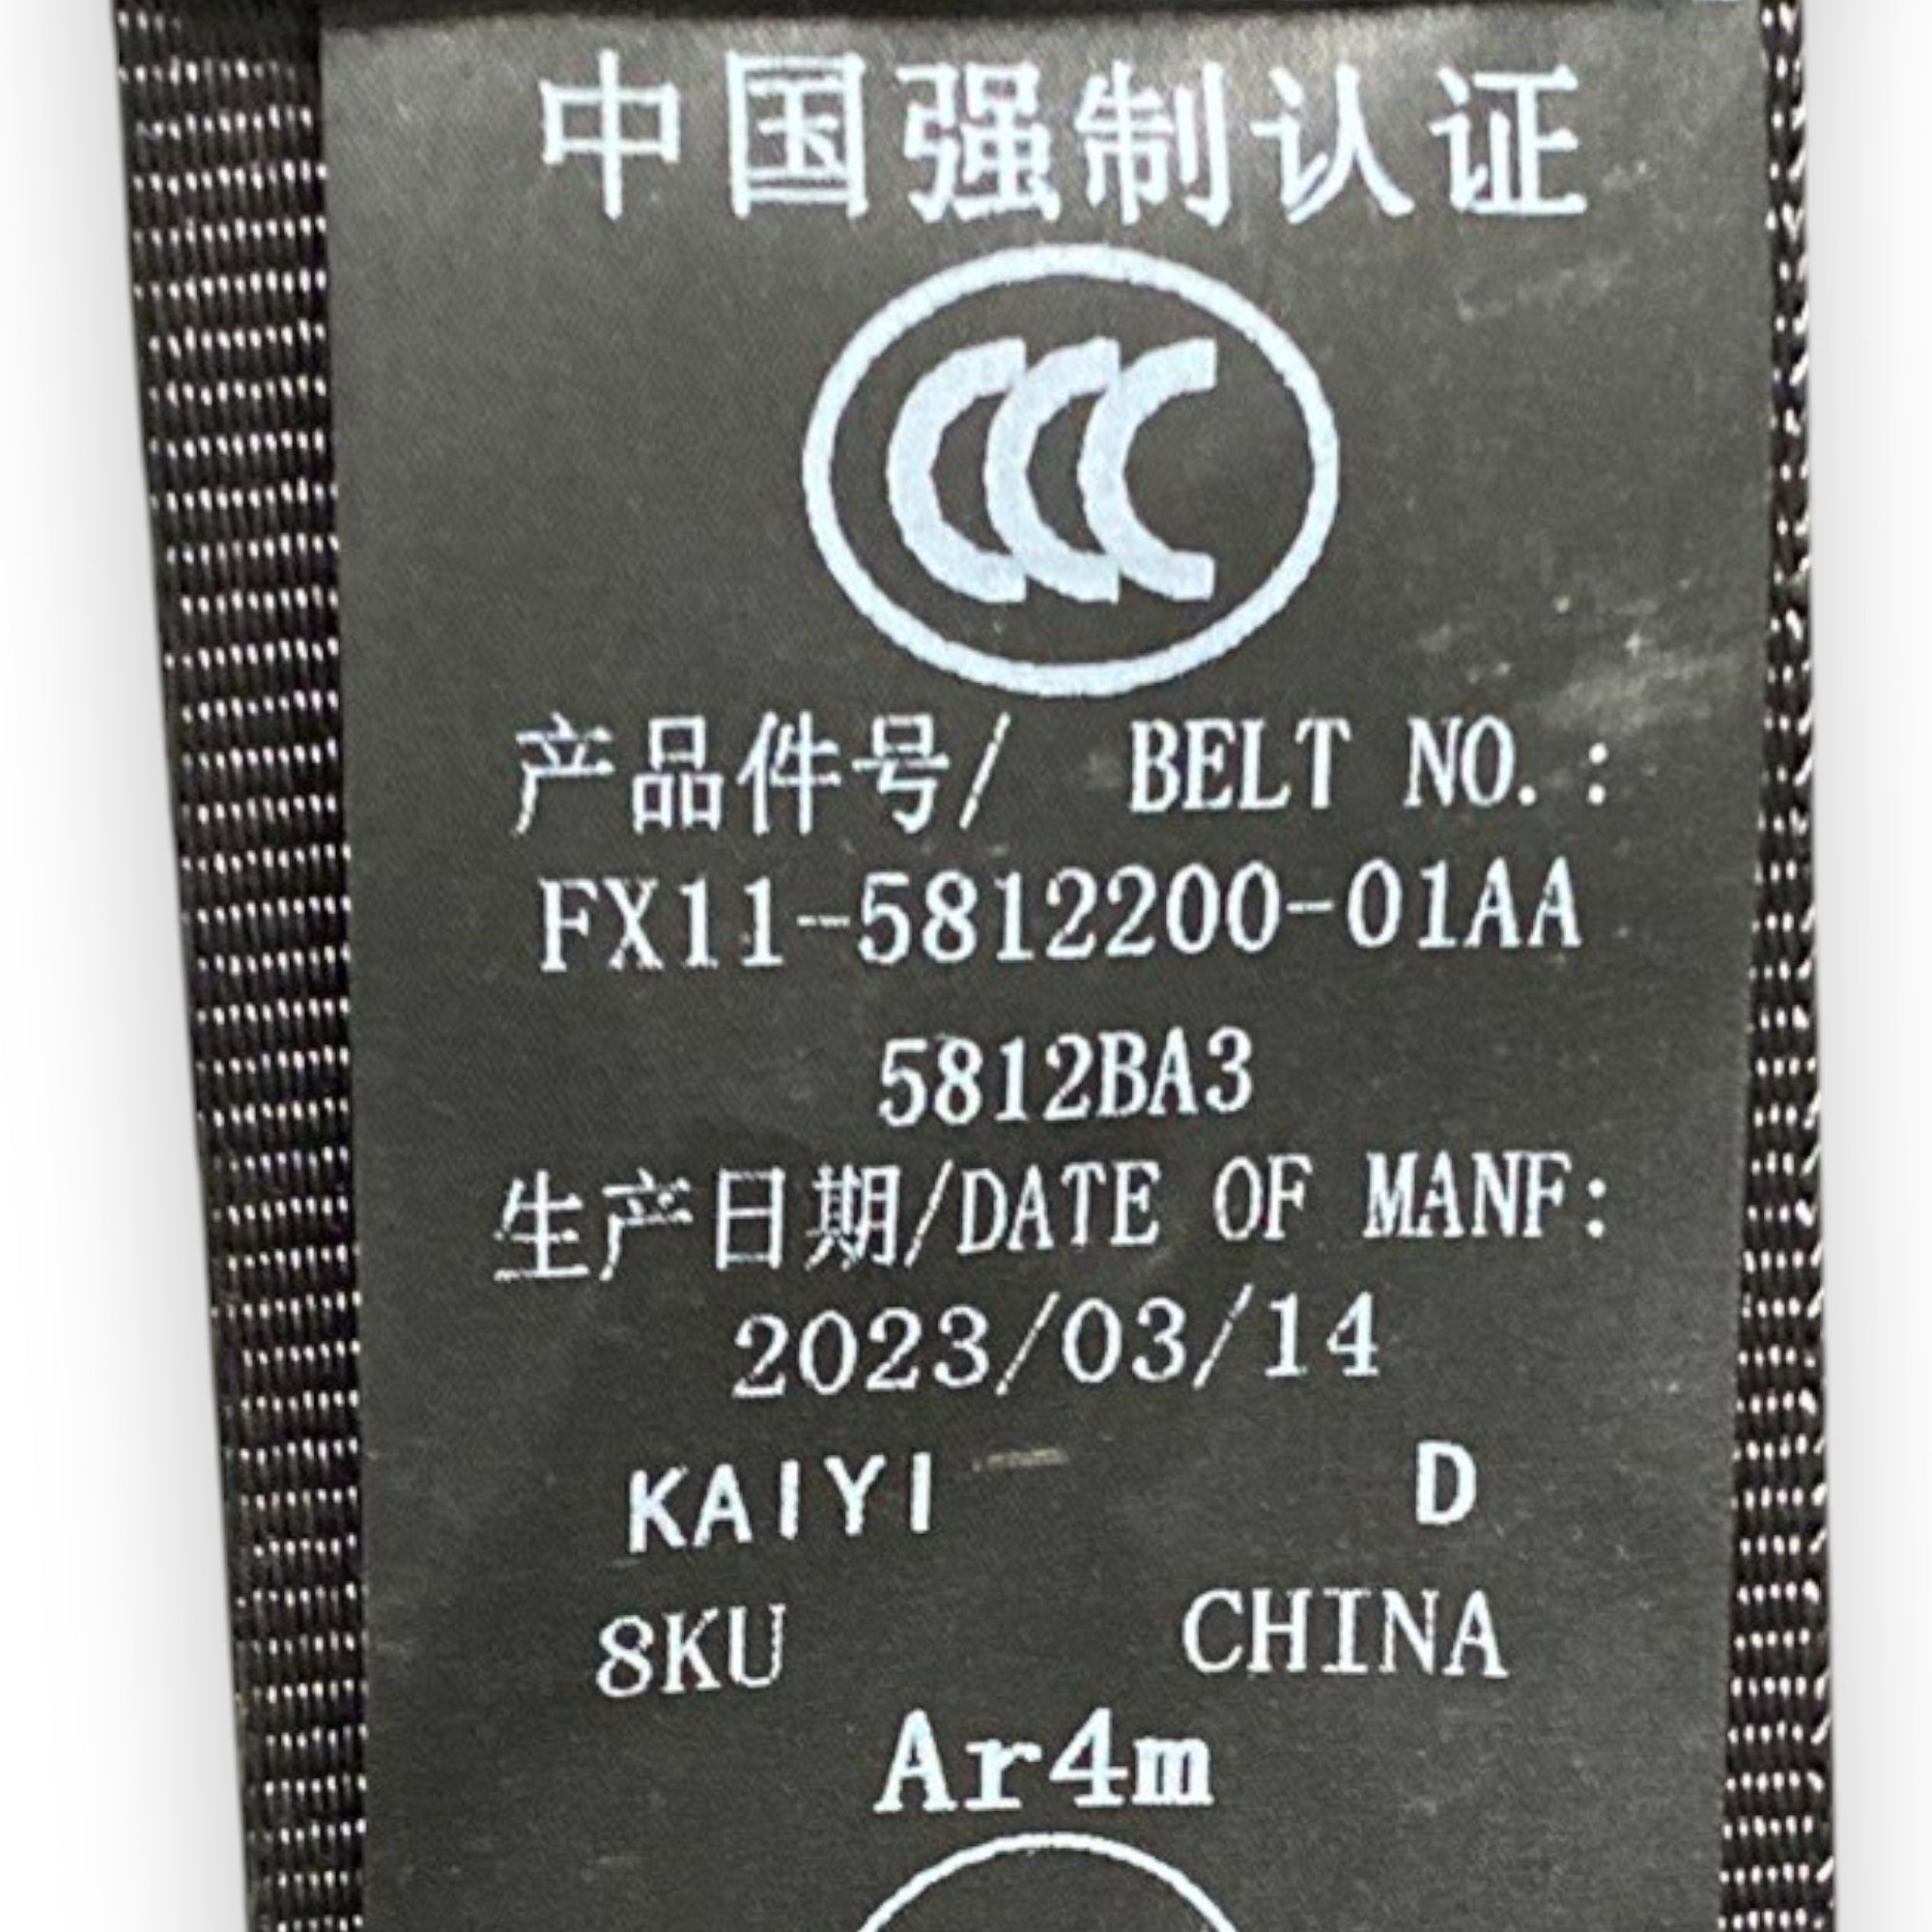 中国强制认证
CCC
产品件号/ BELT NO.:
FX11-5812200-01AA
5812BA3
生产日期/DATE OF MANF:
2023/03/14
KAIYI D
8KU CHINA
Ar4m